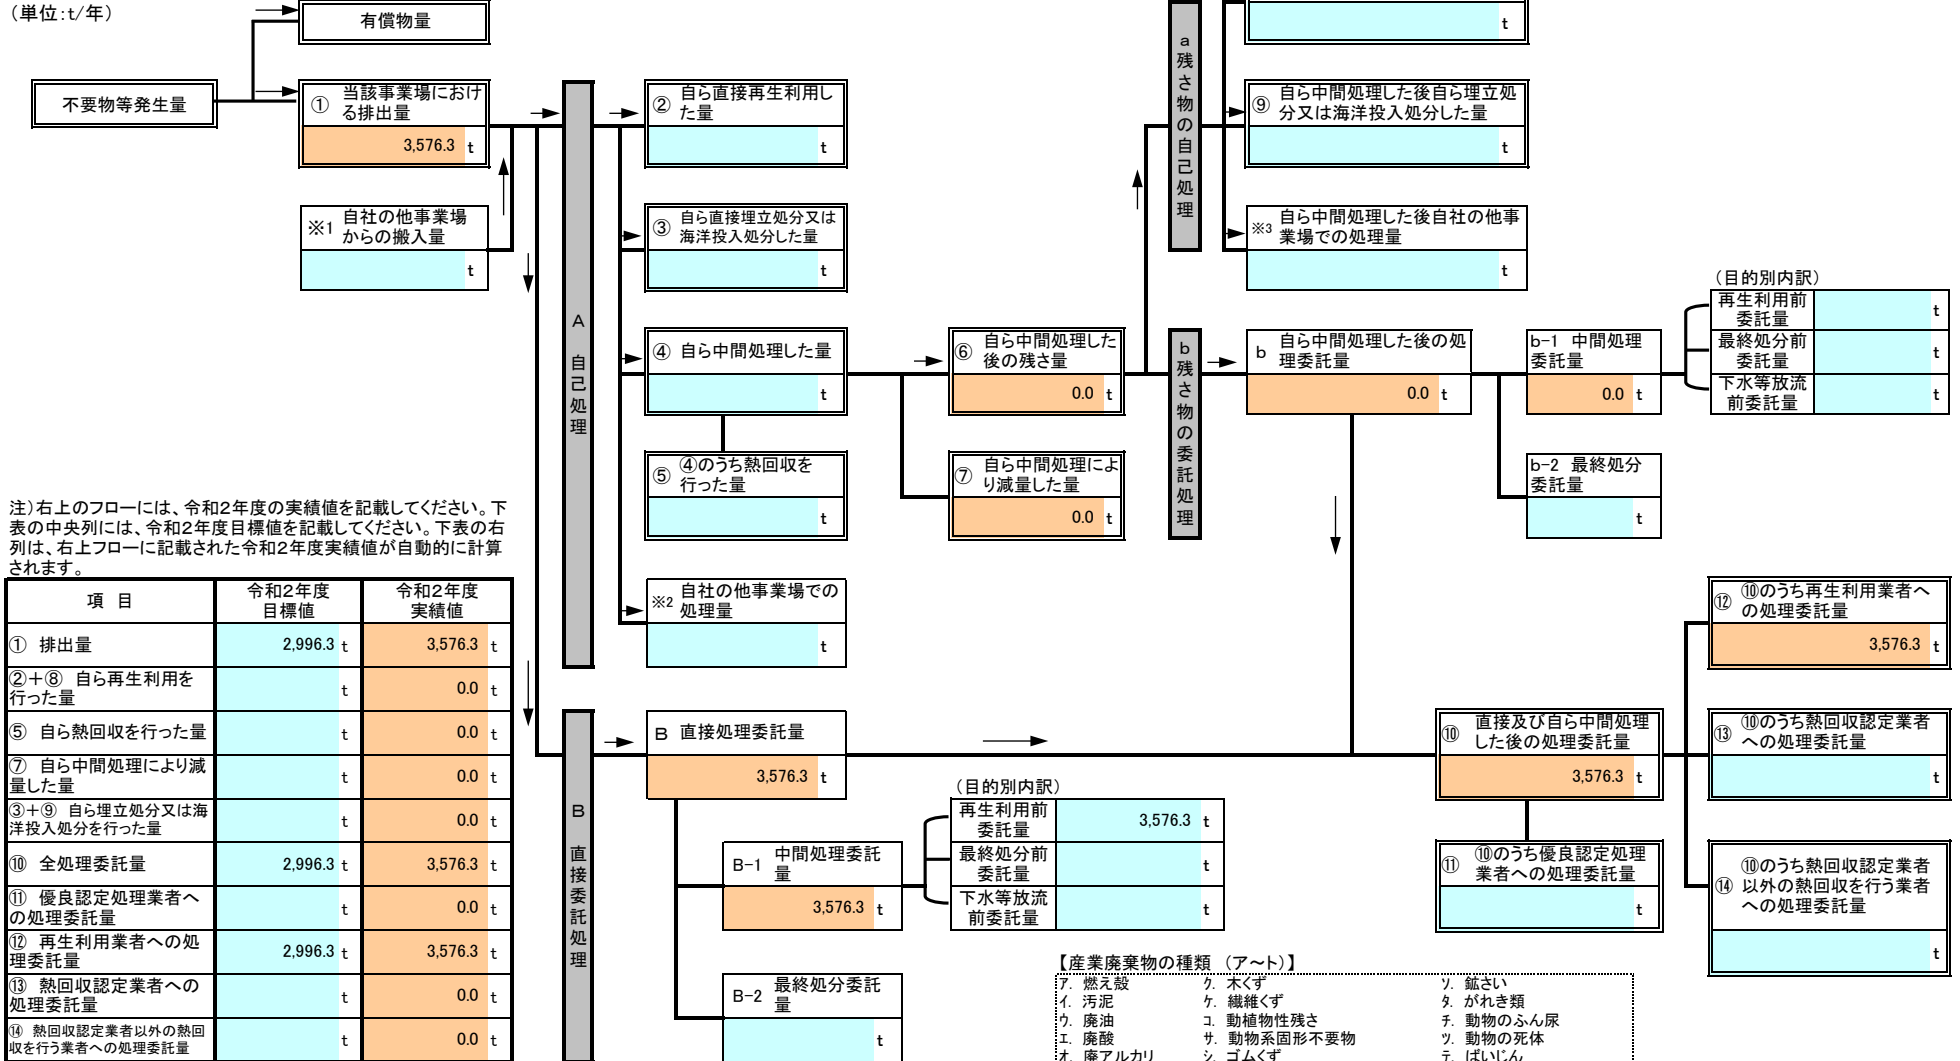 （単位：t/年）
有償物量
不要物等発生量
① 当該事業場におけ
る排出量
3,576.3 t
※1 自社の他事業場
からの搬入量
t
A 自己処理
② 自ら直接再生利用し
た量
t
③ 自ら直接埋立処分又は
海洋投入処分した量
t
④ 自ら中間処理した量
t
⑤ ④のうち熱回収を
行った量
t
※2 自社の他事業場での
処理量
t
⑥ 自ら中間処理した
後の残さ量
0.0 t
⑦ 自ら中間処理によ
り減量した量
0.0 t
a 残さ物の自己処理
t
⑨ 自ら中間処理した後自ら埋立処
分又は海洋投入処分した量
t
※3 自ら中間処理した後自社の他事
業場での処理量
t
b 残さ物の委託処理
b 自ら中間処理した後の処
理委託量
0.0 t
b-1 中間処理
委託量
0.0 t
（目的別内訳）
再生利用前
委託量
t
最終処分前
委託量
t
下水等放流
前委託量
t
b-2 最終処分
委託量
t
注）右上のフローには、令和２年度の実績値を記載してください。下
表の中央列には、令和２年度目標値を記載してください。下表の右
列は、右上フローに記載された令和２年度実績値が自動的に計算
されます。
項 目
令和２年度
目標値
令和２年度
実績値
① 排出量 2,996.3 t 3,576.3 t
②＋⑧ 自ら再生利用を
行った量
t 0.0 t
⑤ 自ら熱回収を行った量 t 0.0 t
⑦ 自ら中間処理により減
量した量
t 0.0 t
③＋⑨ 自ら埋立処分又は海
洋投入処分を行った量
t 0.0 t
⑩ 全処理委託量 2,996.3 t 3,576.3 t
⑪ 優良認定処理業者へ
の処理委託量
t 0.0 t
⑫ 再生利用業者への処
理委託量
2,996.3 t 3,576.3 t
⑬ 熱回収認定業者への
処理委託量
t 0.0 t
⑭ 熱回収認定業者以外の熱回
収を行う業者への処理委託量
t 0.0 t
B 直接委託処理
B 直接処理委託量
3,576.3 t
B-1 中間処理委託
量
3,576.3 t
（目的別内訳）
再生利用前
委託量
3,576.3 t
最終処分前
委託量
t
下水等放流
前委託量
t
B-2 最終処分委託
量
t
⑩ 直接及び自ら中間処理
した後の処理委託量
3,576.3 t
⑪ ⑩のうち優良認定処理
業者への処理委託量
t
⑫ ⑩のうち再生利用業者へ
の処理委託量
3,576.3 t
⑬ ⑩のうち熱回収認定業者
への処理委託量
t
⑭ ⑩のうち熱回収認定業者
以外の熱回収を行う業者
への処理委託量
t
【産業廃棄物の種類 （ア～ト）】
ア. 燃え殻 ク. 木くず ソ. 鉱さい
イ. 汚泥 ケ. 繊維くず タ. がれき類
ウ. 廃油 コ. 動植物性残さ チ. 動物のふん尿
エ. 廃酸 サ. 動物系固形不要物 ツ. 動物の死体
オ. 廃アルカリ シ. ゴムくず テ. ばいじん